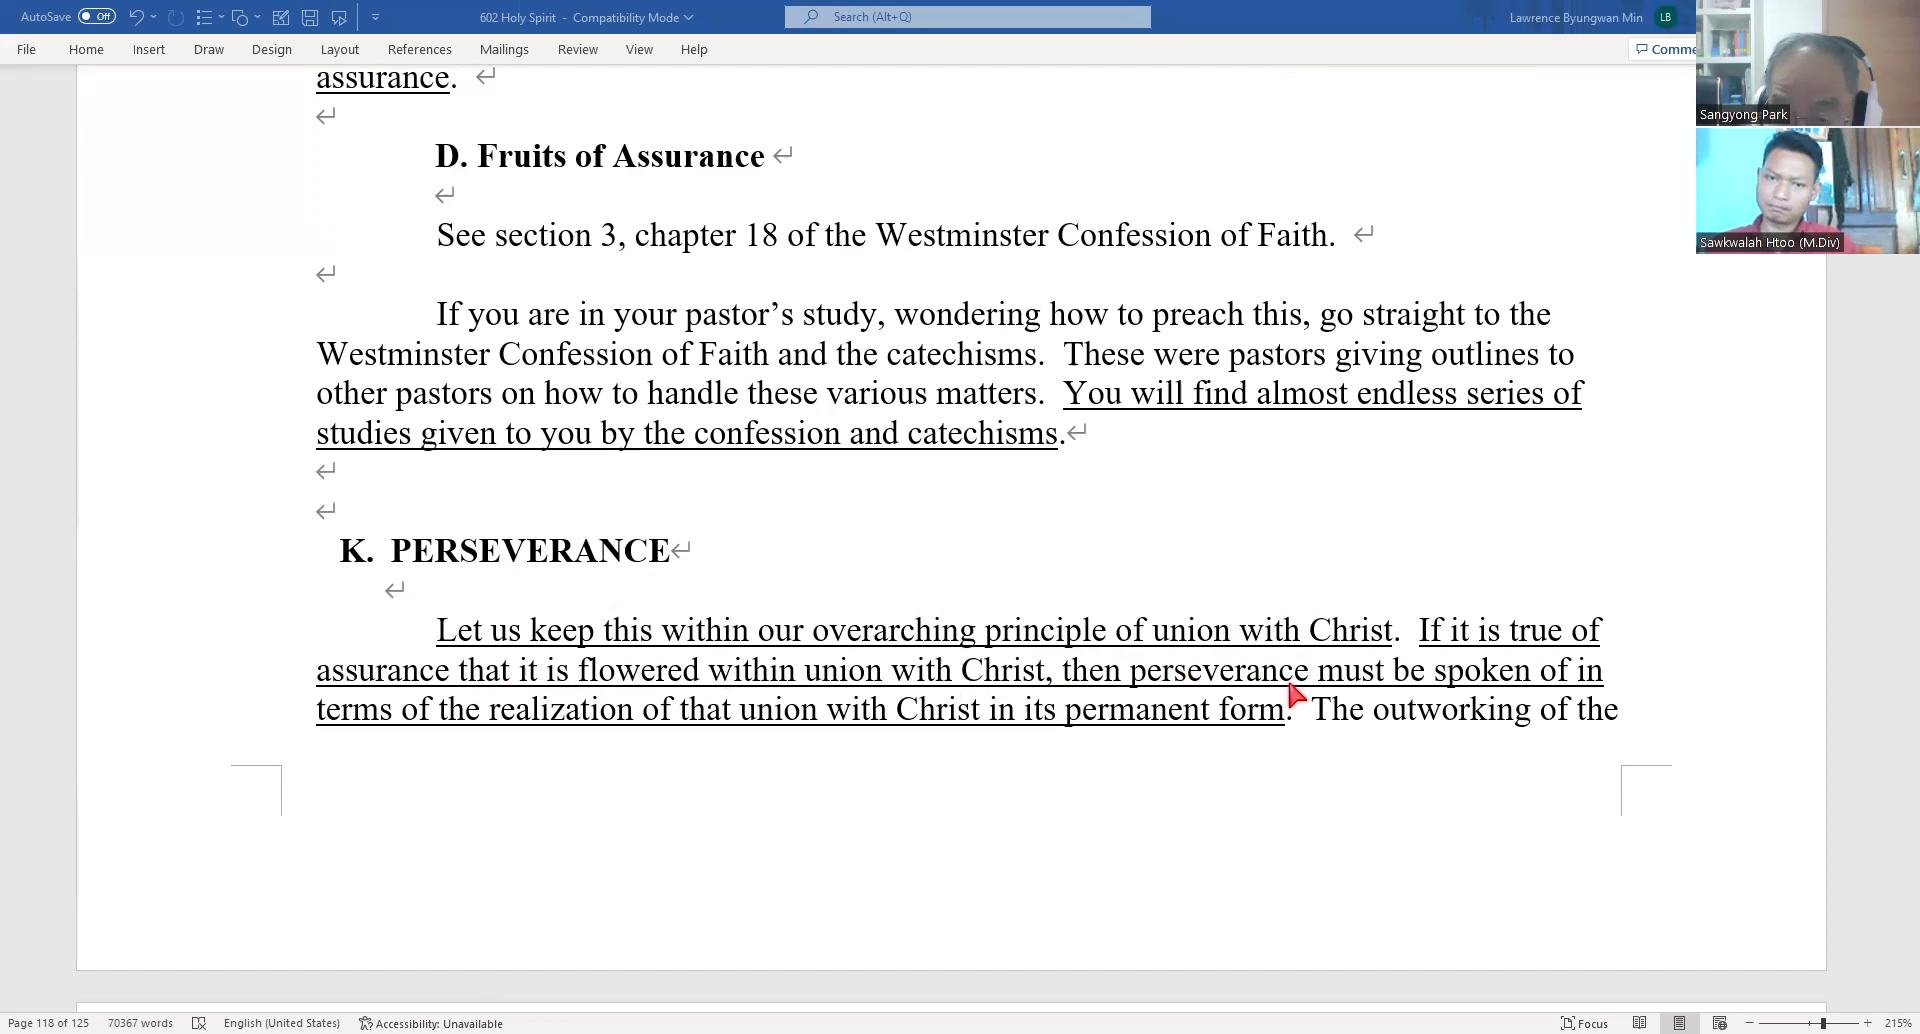 AutoSave Off 602 Holy Spirit - Compatibility Mode Search (Alt+Q) Lawrence Byungwan Min LB
File Home Insert Draw Design Layout References Mailings Review View Help Comme
assurance.
D. Fruits of Assurance
See section 3, chapter 18 of the Westminster Confession of Faith.
If you are in your pastor’s study, wondering how to preach this, go straight to the
Westminster Confession of Faith and the catechisms. These were pastors giving outlines to
other pastors on how to handle these various matters. You will find almost endless series of
studies given to you by the confession and catechisms.
K. PERSEVERANCE
Let us keep this within our overarching principle of union with Christ. If it is true of
assurance that it is flowered within union with Christ, then perseverance must be spoken of in
terms of the realization of that union with Christ in its permanent form. The outworking of the
Sangyong Park
Sawkwalah Htoo (M.Div)
Page 118 of 125 70367 words English (United States) Accessibility: Unavailable Focus 215%